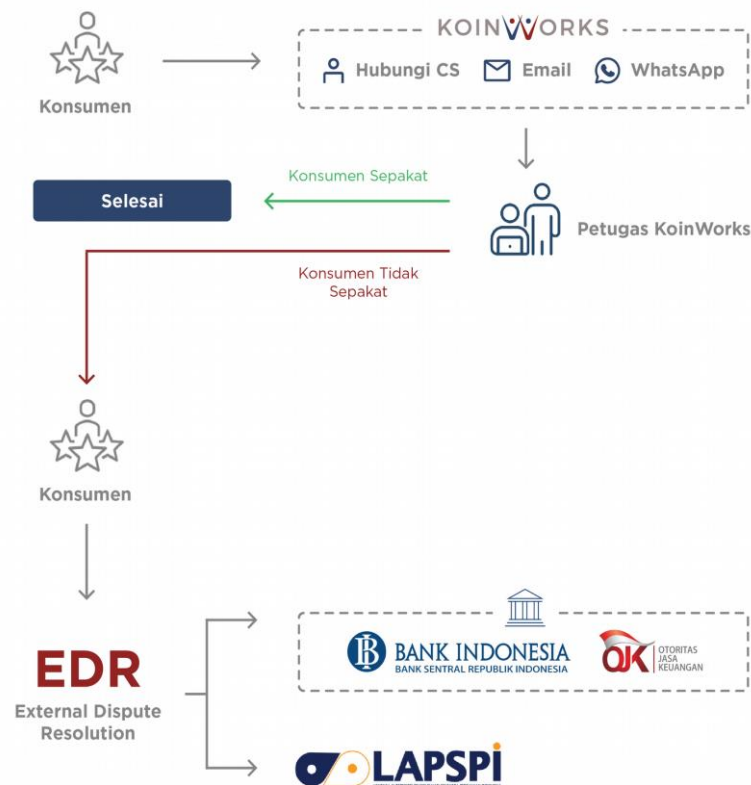 KOINWORKS
Hubungi CS
Email
WhatsApp
Konsumen
Konsumen Sepakat
Selesai
Petugas KoinWorks
Konsumen Tidak
Sepakat
Konsumen
BANK INDONESIA
BANK SENTRAL REPUBLIK INDONESIA
OJK
OTORITAS
JASA
KEUANGAN
EDR
External Dispute
Resolution
LAPSPI